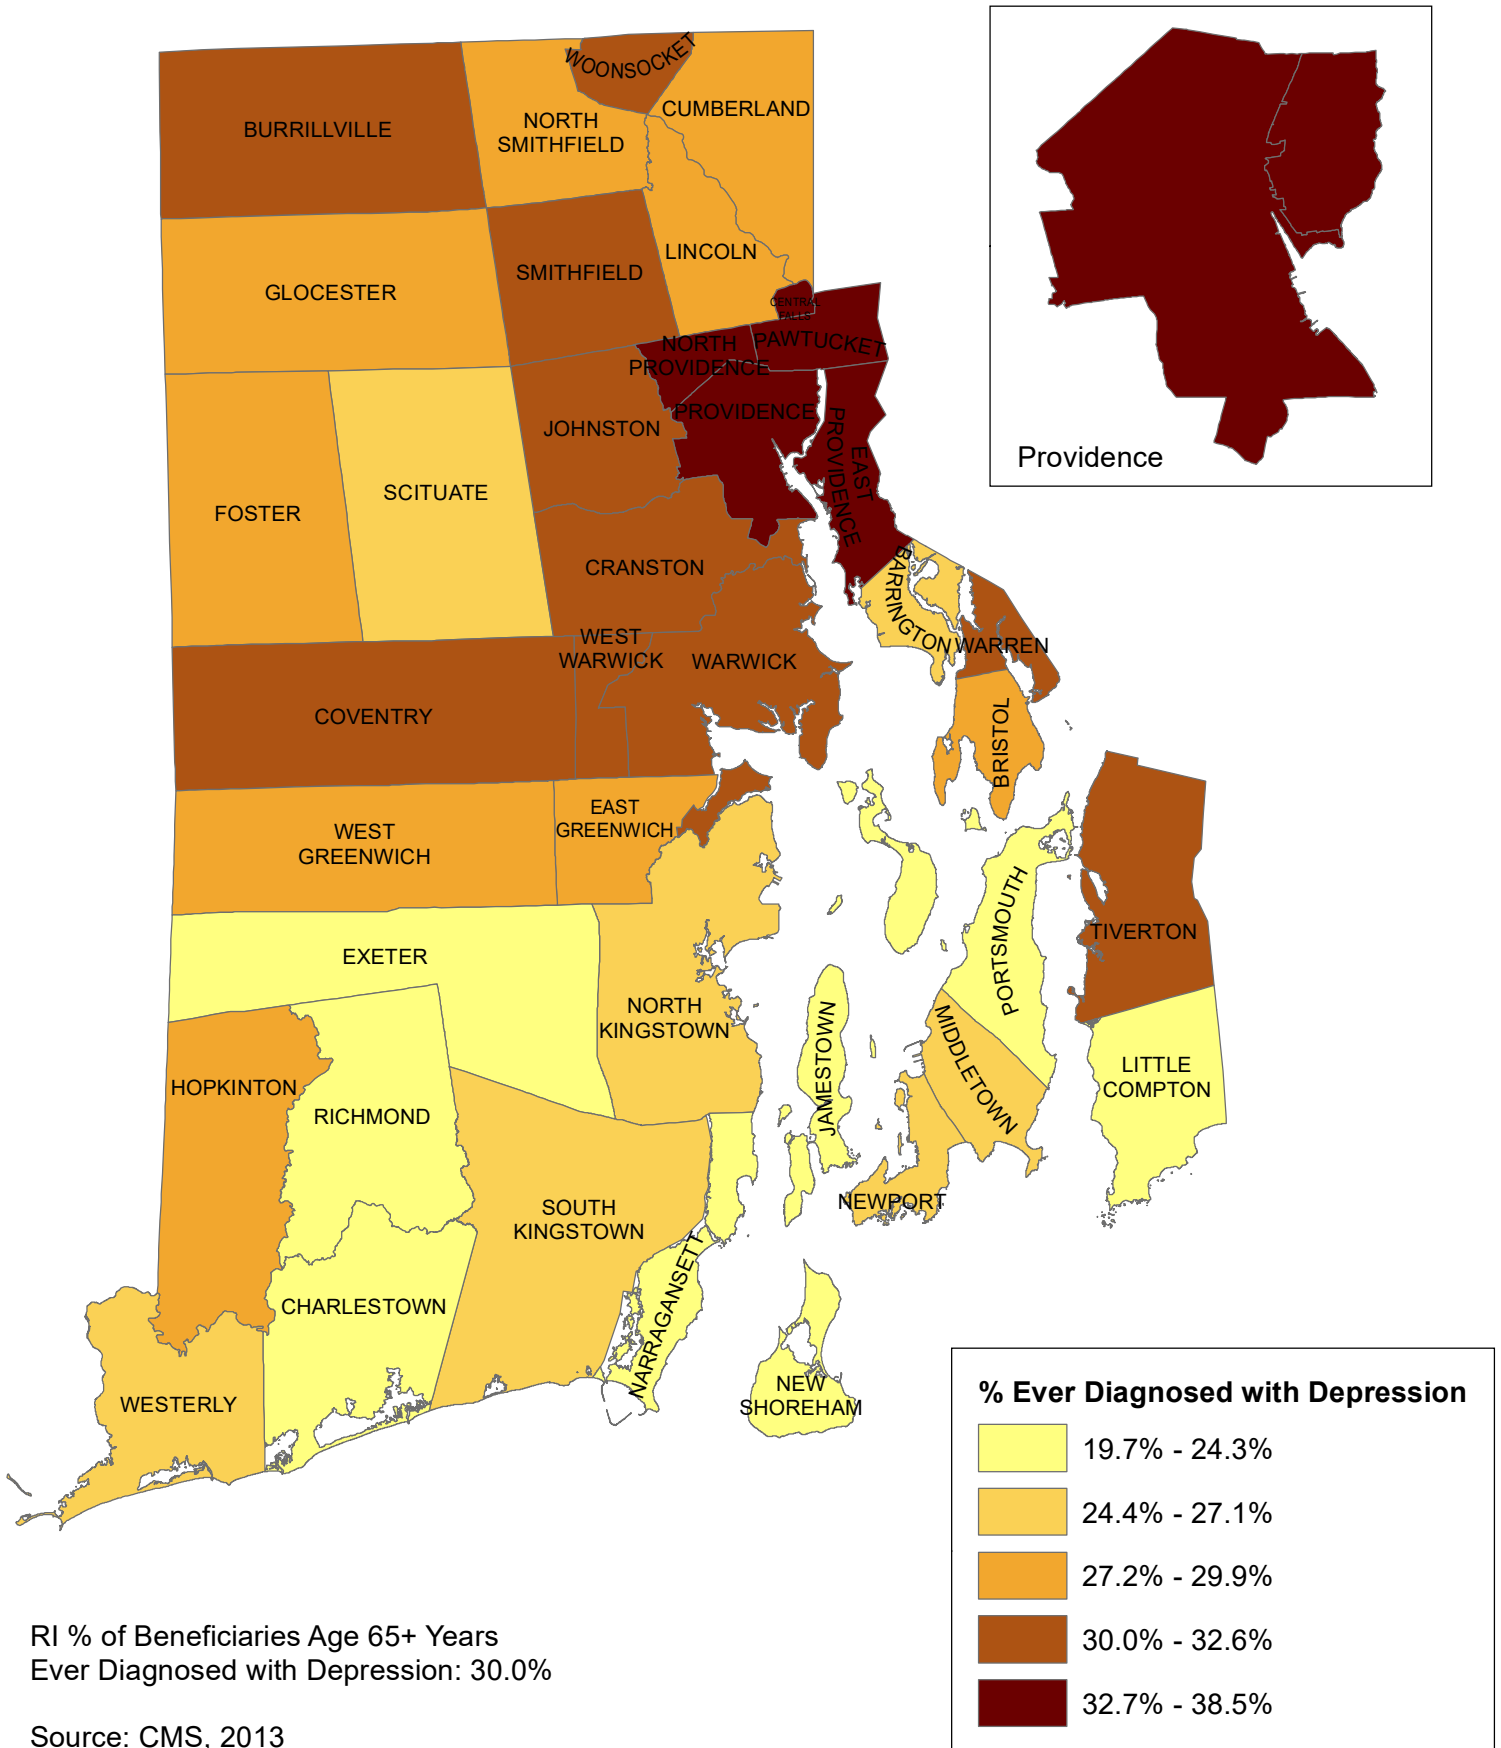 WOONSOCKET
CUMBERLAND
BURRILLVILLE
NORTH
SMITHFIELD
LINCOLN
SMITHFIELD
GLOCESTER
CENTRAL
FALLS
NORTH
PROVIDENCE
PAWTUCKET
PROVIDENCE
JOHNSTON
EAST
PROVIDENCE
Providence
SCITUATE
FOSTER
CRANSTON
BARRINGTON
WEST
WARWICK
WARWICK
WARREN
COVENTRY
BRISTOL
EAST
GREENWICH
WEST
GREENWICH
PORTSMOUTH
TIVERTON
EXETER
NORTH
KINGSTOWN
JAMESTOWN
MIDDLETOWN
LITTLE
COMPTON
HOPKINTON
RICHMOND
SOUTH
KINGSTOWN
NEWPORT
NARRAGANSETT
CHARLESTOWN
NEW
SHOREHAM
WESTERLY
% Ever Diagnosed with Depression
19.7% - 24.3%
24.4% - 27.1%
27.2% - 29.9%
30.0% - 32.6%
32.7% - 38.5%
RI % of Beneficiaries Age 65+ Years
Ever Diagnosed with Depression: 30.0%
Source: CMS, 2013